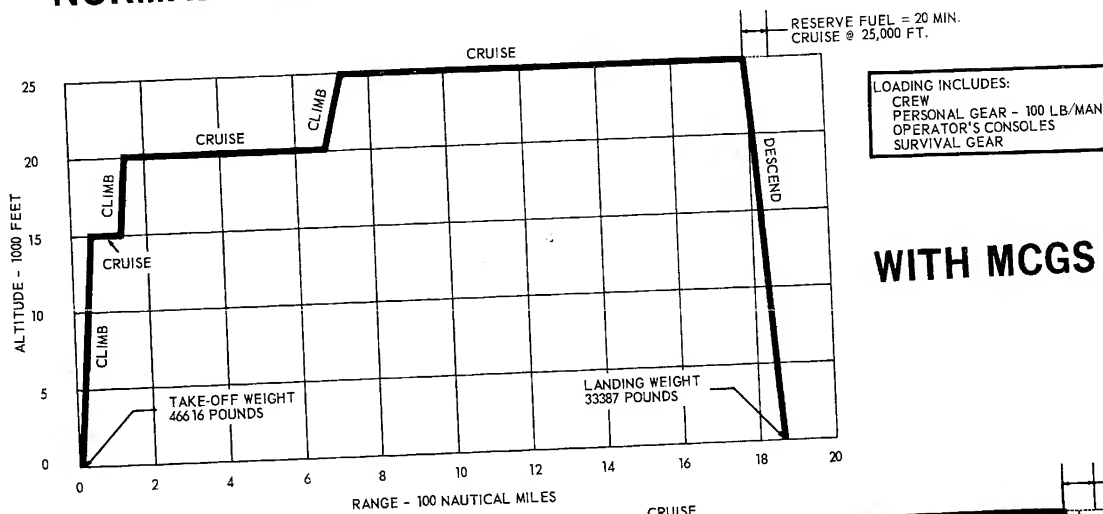 RESERVE FUEL = 20 MIN.
CRUISE @ 25,000 FT.
CRUISE
25
LOADING INCLUDES:
CREW
PERSONAL GEAR - 100 LB/MAN
OPERATOR'S CONSOLES
SURVIVAL GEAR
CLIMB
CRUISE
20
DESCEND
CLIMB
15
CRUISE
WITH MCGS
ALTITUDE - 1000 FEET
10
CLIMB
5
TAKE-OFF WEIGHT
46616 POUNDS
LANDING WEIGHT
33387 POUNDS
0
0 2 4 6 8 10 12 14 16 18 20
RANGE - 100 NAUTICAL MILES
CRUISE